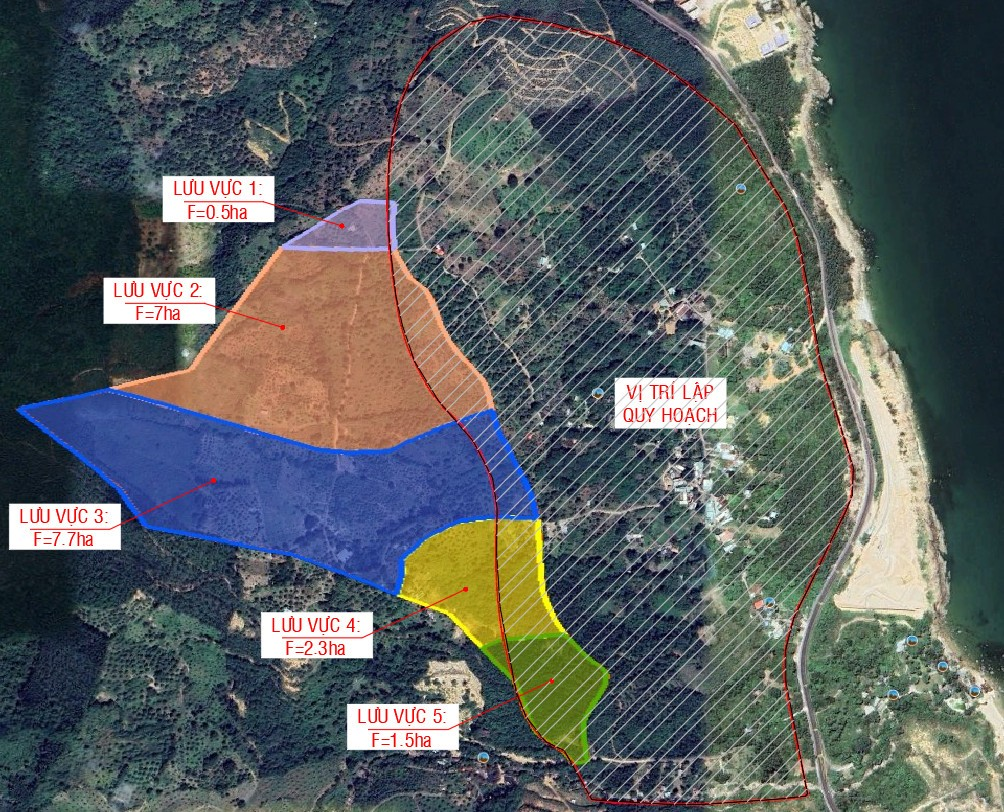 LƯU VỰC 1:
F=0.5ha
LƯU VỰC 2:
F=7ha
VỊ TRÍ LẬP
QUY HOẠCH
LƯU VỰC 3:
F=7.7ha
LƯU VỰC 4:
F=2.3ha
LƯU VỰC 5:
F=1.5ha